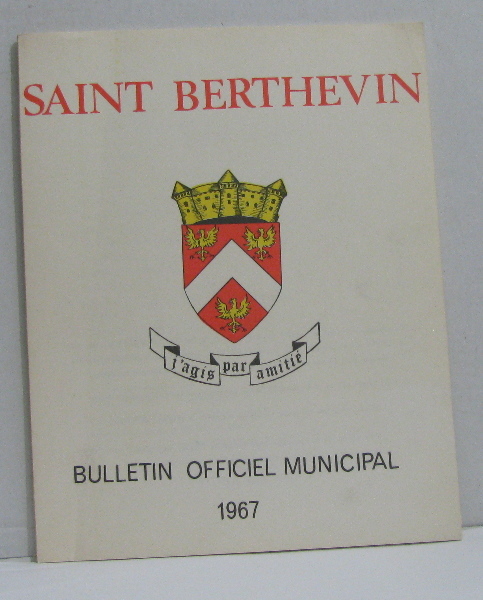 SAINT BERTHEVIN
j'agis par amitié
BULLETIN OFFICIEL MUNICIPAL
1967